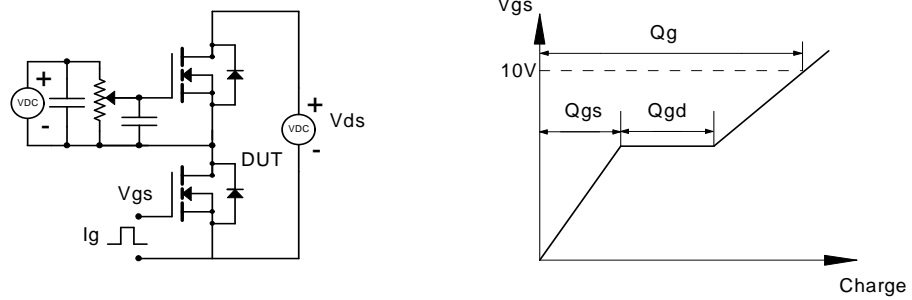 +
VDC
-
+
VDC
-
Vds
DUT
Vgs
Ig
Vgs
Qg
10V
Qgs
Qgd
Charge